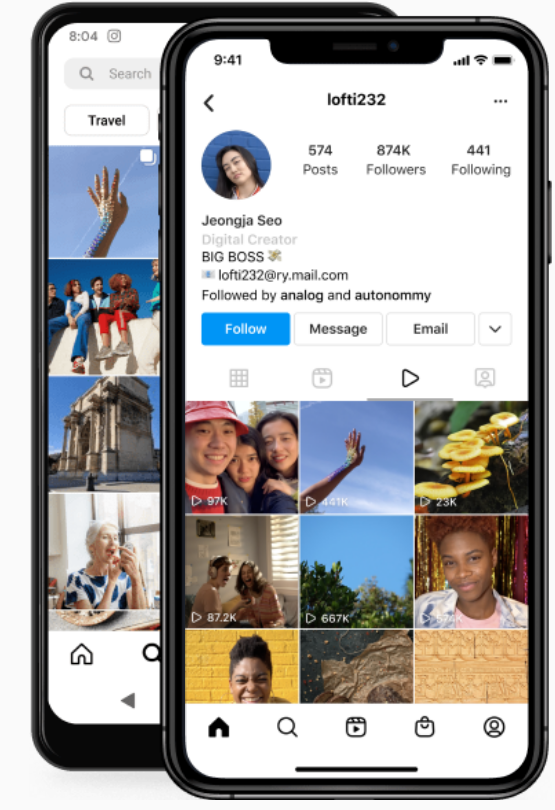 8:04
Search
Travel
9:41
lofti232
...
574
Posts
874K
Followers
441
Following
Jeongja Seo
Digital Creator
BIG BOSS
lofti232@ry.mail.com
Followed by analog and autonommy
Follow
Message
Email
97K
441K
23K
87.2K
667K